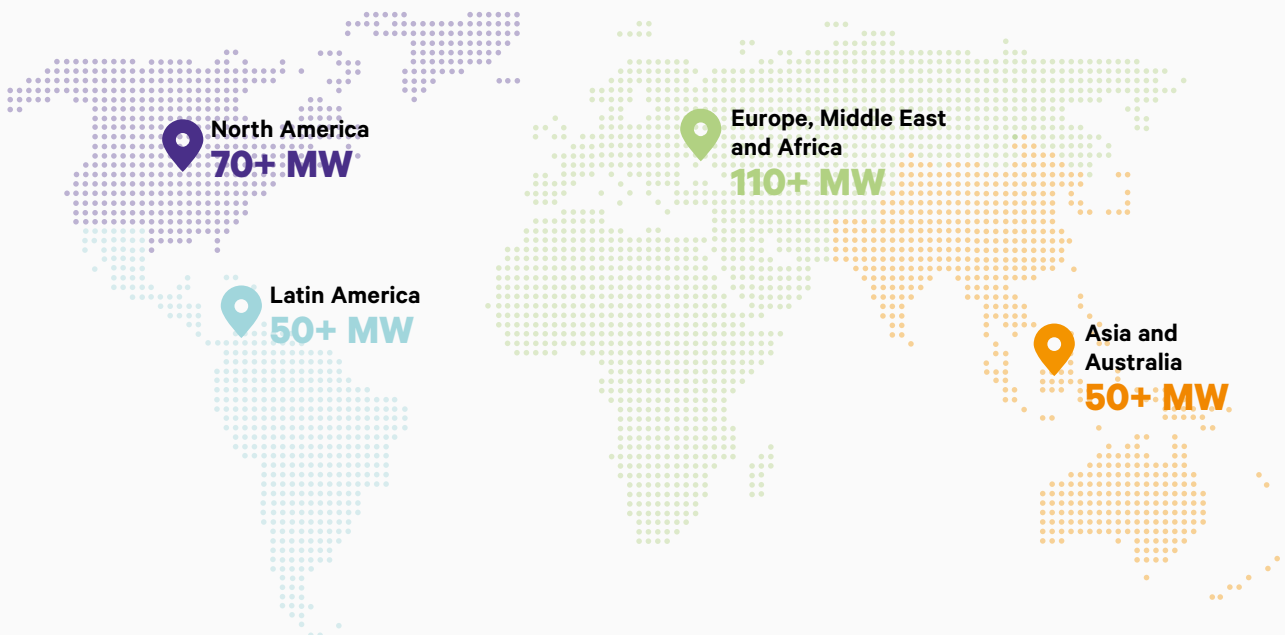 North America
70+ MW
Europe, Middle East
and Africa
110+ MW
Latin America
50+ MW
Asia and
Australia
50+ MW